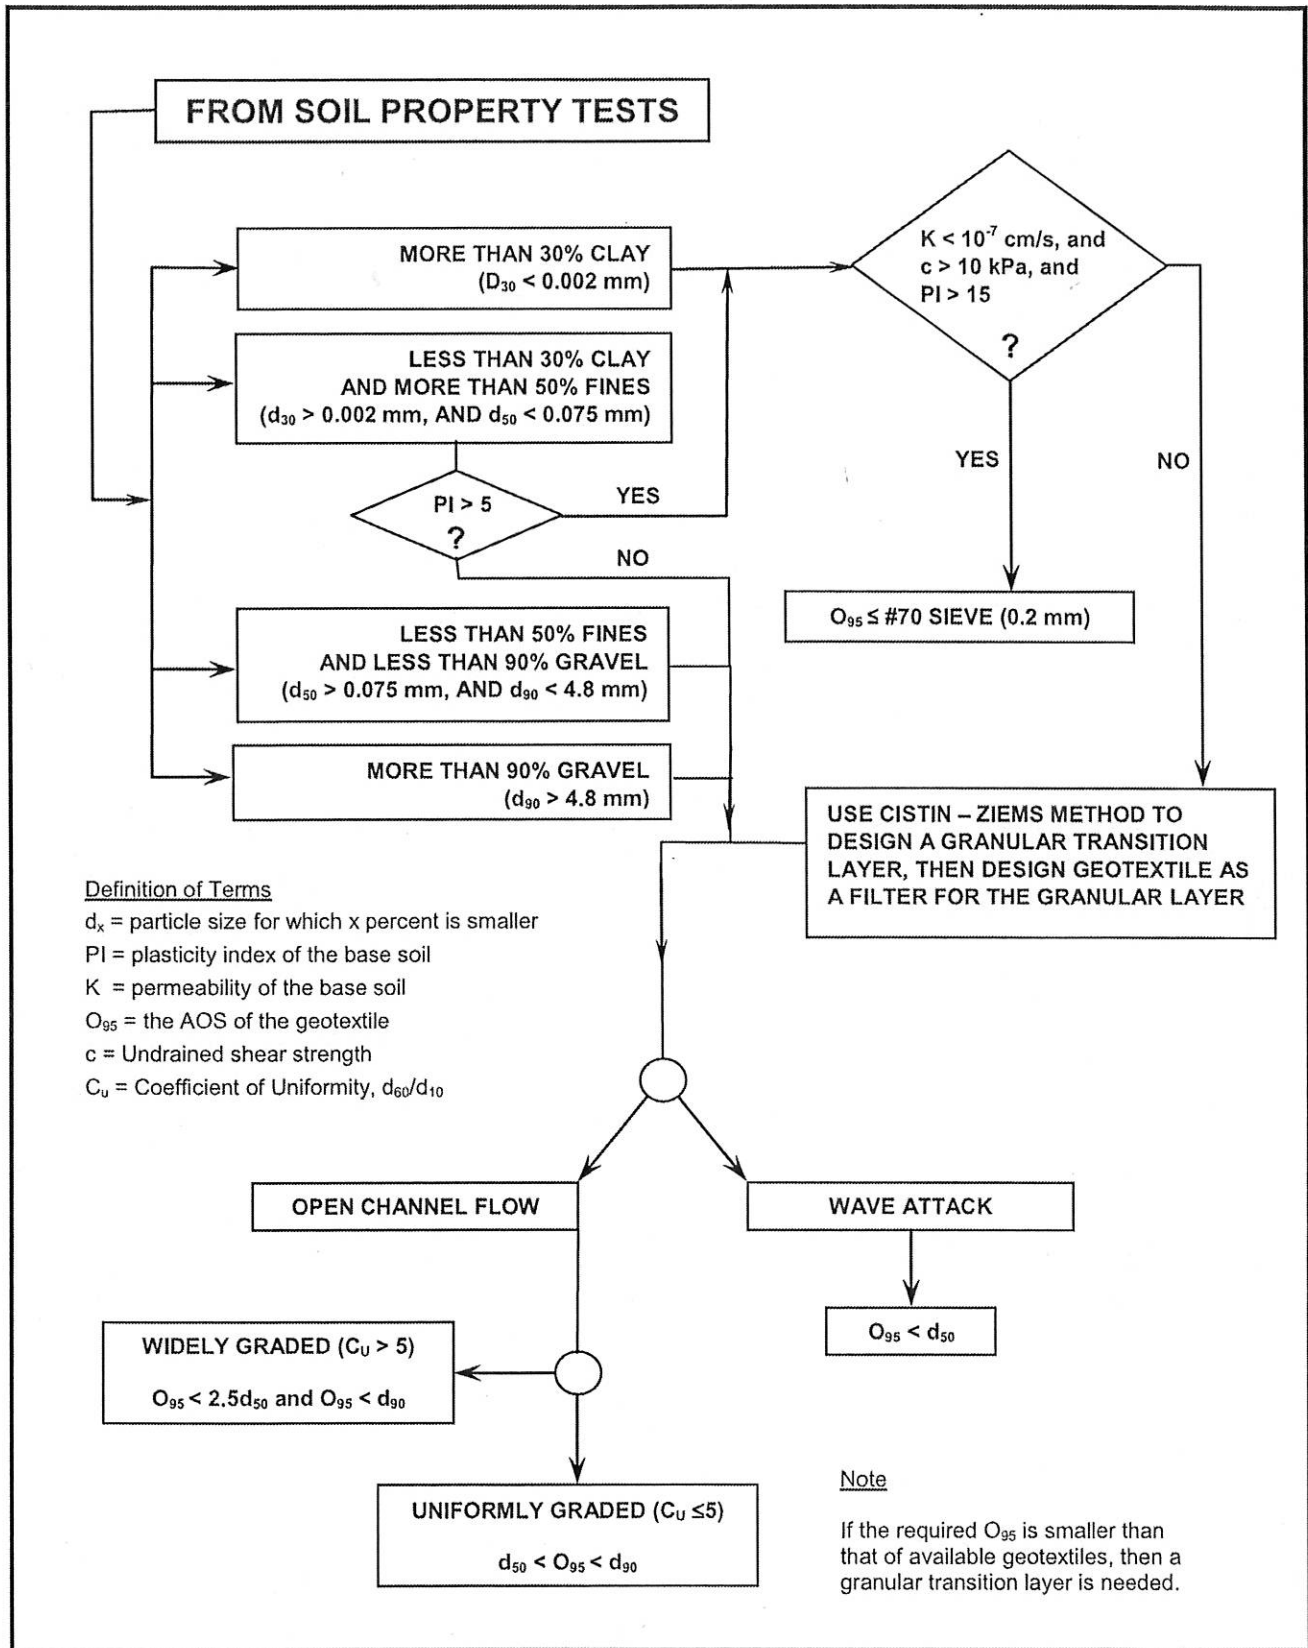 FROM SOIL PROPERTY TESTS
MORE THAN 30% CLAY
(D₃₀ < 0.002 mm)
LESS THAN 30% CLAY
AND MORE THAN 50% FINES
(d₃₀ > 0.002 mm, AND d₅₀ < 0.075 mm)
PI > 5
?
YES
NO
LESS THAN 50% FINES
AND LESS THAN 90% GRAVEL
(d₅₀ > 0.075 mm, AND d₉₀ < 4.8 mm)
MORE THAN 90% GRAVEL
(d₉₀ > 4.8 mm)
K < 10⁻⁷ cm/s, and
c > 10 kPa, and
PI > 15
?
YES
NO
O₉₅ ≤ #70 SIEVE (0.2 mm)
USE CISTIN – ZIEMS METHOD TO
DESIGN A GRANULAR TRANSITION
LAYER, THEN DESIGN GEOTEXTILE AS
A FILTER FOR THE GRANULAR LAYER
Definition of Terms
dₓ = particle size for which x percent is smaller
PI = plasticity index of the base soil
K = permeability of the base soil
O₉₅ = the AOS of the geotextile
c = Undrained shear strength
Cᵤ = Coefficient of Uniformity, d₆₀/d₁₀
OPEN CHANNEL FLOW
WAVE ATTACK
O₉₅ < d₅₀
WIDELY GRADED (Cᵤ > 5)
O₉₅ < 2.5d₅₀ and O₉₅ < d₉₀
UNIFORMLY GRADED (Cᵤ ≤5)
d₅₀ < O₉₅ < d₉₀
Note
If the required O₉₅ is smaller than
that of available geotextiles, then a
granular transition layer is needed.